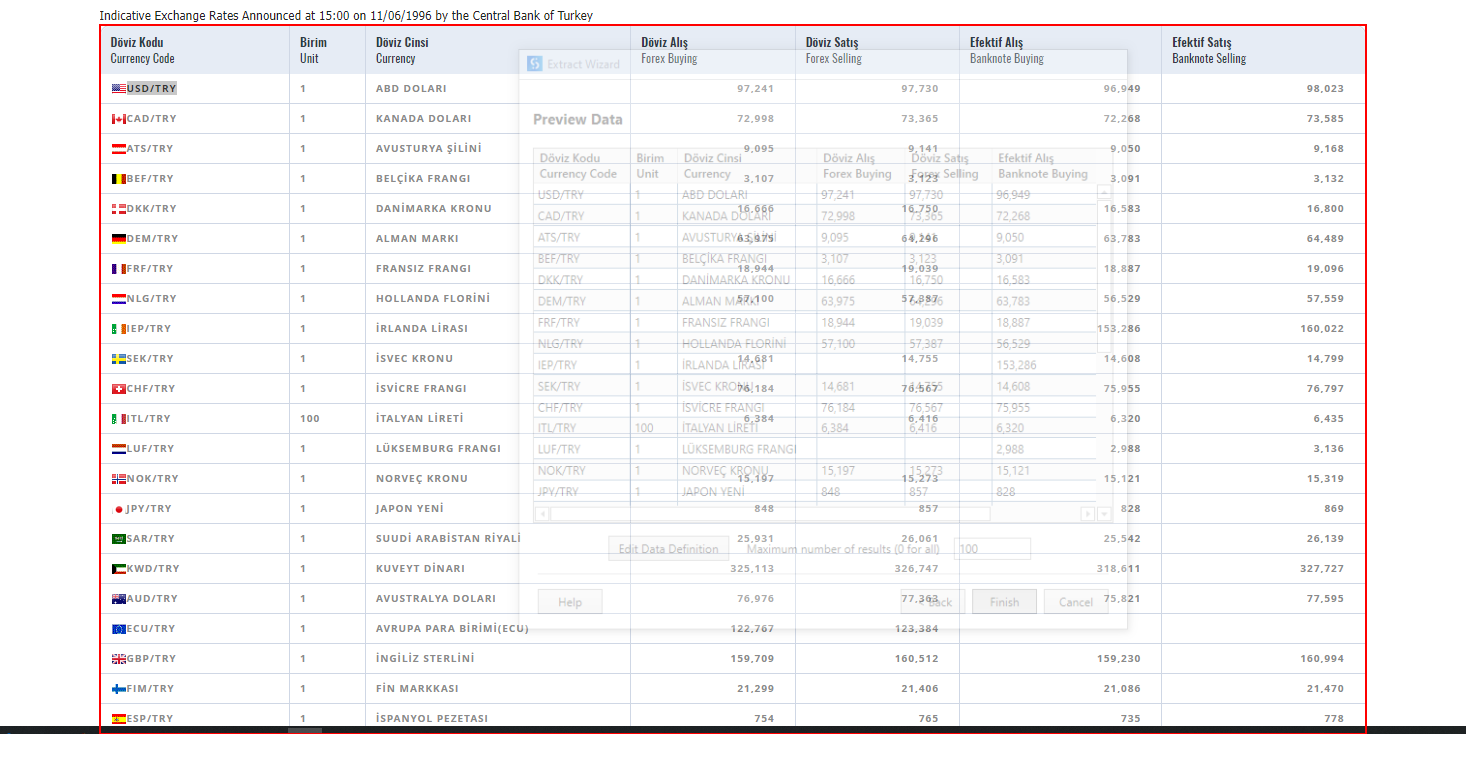 Indicative Exchange Rates Announced at 15:00 on 11/06/1996 by the Central Bank of Turkey
Döviz Kodu Birim Döviz Cinsi Döviz Alış Döviz Satış Efektif Alış Efektif Satış
Currency Code Unit Currency Forex Buying Forex Selling Banknote Buying Banknote Selling
USD/TRY 1 ABD DOLARI 97,241 97,730 96,949 98,023
CAD/TRY 1 KANADA DOLARI 72,998 73,365 72,268 73,585
ATS/TRY 1 AVUSTURYA ŞİLİNİ 9,095 9,141 9,050 9,168
BEF/TRY 1 BELÇİKA FRANGI 3,107 3,123 3,091 3,132
DKK/TRY 1 DANİMARKA KRONU 16,666 16,750 16,583 16,800
DEM/TRY 1 ALMAN MARKI 63,975 64,296 63,783 64,489
FRF/TRY 1 FRANSIZ FRANGI 18,944 19,039 18,887 19,096
NLG/TRY 1 HOLLANDA FLORİNİ 57,100 57,387 56,529 57,559
IEP/TRY 1 İRLANDA LİRASI 153,286 160,022
SEK/TRY 1 İSVEC KRONU 14,681 14,755 14,608 14,799
CHF/TRY 1 İSVİCRE FRANGI 76,184 76,567 75,955 76,797
ITL/TRY 100 İTALYAN LİRETİ 6,384 6,416 6,320 6,435
LUF/TRY 1 LÜKSEMBURG FRANGI 2,988 3,136
NOK/TRY 1 NORVEÇ KRONU 15,197 15,273 15,121 15,319
JPY/TRY 1 JAPON YENİ 848 857 828 869
SAR/TRY 1 SUUDİ ARABİSTAN RİYALİ 25,931 26,061 25,542 26,139
KWD/TRY 1 KUVEYT DİNARI 325,113 326,747 318,611 327,727
AUD/TRY 1 AVUSTRALYA DOLARI 76,976 77,363 75,821 77,595
ECU/TRY 1 AVRUPA PARA BİRİMİ(ECU) 122,767 123,384
GBP/TRY 1 İNGİLİZ STERLİNİ 159,709 160,512 159,230 160,994
FIM/TRY 1 FİN MARKKASI 21,299 21,406 21,086 21,470
ESP/TRY 1 İSPANYOL PEZETASI 754 765 735 778
Extract Wizard
Preview Data
Döviz Kodu Birim Döviz Cinsi Döviz Alış Döviz Satış Efektif Alış
Currency Code Unit Currency Forex Buying Forex Selling Banknote Buying
USD/TRY 1 ABD DOLARI 97,241 97,730 96,949
CAD/TRY 1 KANADA DOLARI 72,998 73,365 72,268
ATS/TRY 1 AVUSTURYA ŞİLİNİ 9,095 9,141 9,050
BEF/TRY 1 BELÇİKA FRANGI 3,107 3,123 3,091
DKK/TRY 1 DANİMARKA KRONU 16,666 16,750 16,583
DEM/TRY 1 ALMAN MARKI 63,975 64,296 63,783
FRF/TRY 1 FRANSIZ FRANGI 18,944 19,039 18,887
NLG/TRY 1 HOLLANDA FLORİNİ 57,100 57,387 56,529
IEP/TRY 1 İRLANDA LİRASI 153,286
SEK/TRY 1 İSVEC KRONU 14,681 14,755 14,608
CHF/TRY 1 İSVİCRE FRANGI 76,184 76,567 75,955
ITL/TRY 100 İTALYAN LİRETİ 6,384 6,416 6,320
LUF/TRY 1 LÜKSEMBURG FRANGI 2,988
NOK/TRY 1 NORVEÇ KRONU 15,197 15,273 15,121
JPY/TRY 1 JAPON YENİ 848 857 828
Edit Data Definition Maximum number of results (0 for all) 100
Help < Back Finish Cancel